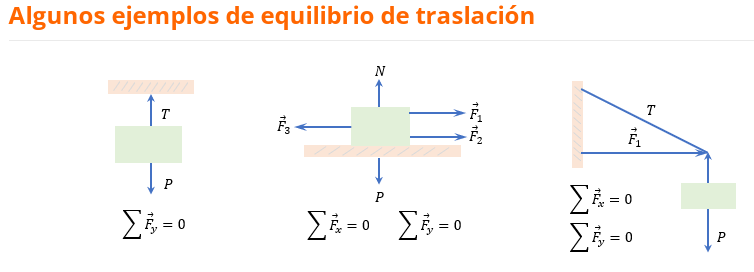 Algunos ejemplos de equilibrio de traslación
T
P
∑ F⃗y = 0
N
F⃗1
F⃗3
F⃗2
P
∑ F⃗x = 0 ∑ F⃗y = 0
T
F⃗1
∑ F⃗x = 0
∑ F⃗y = 0
P